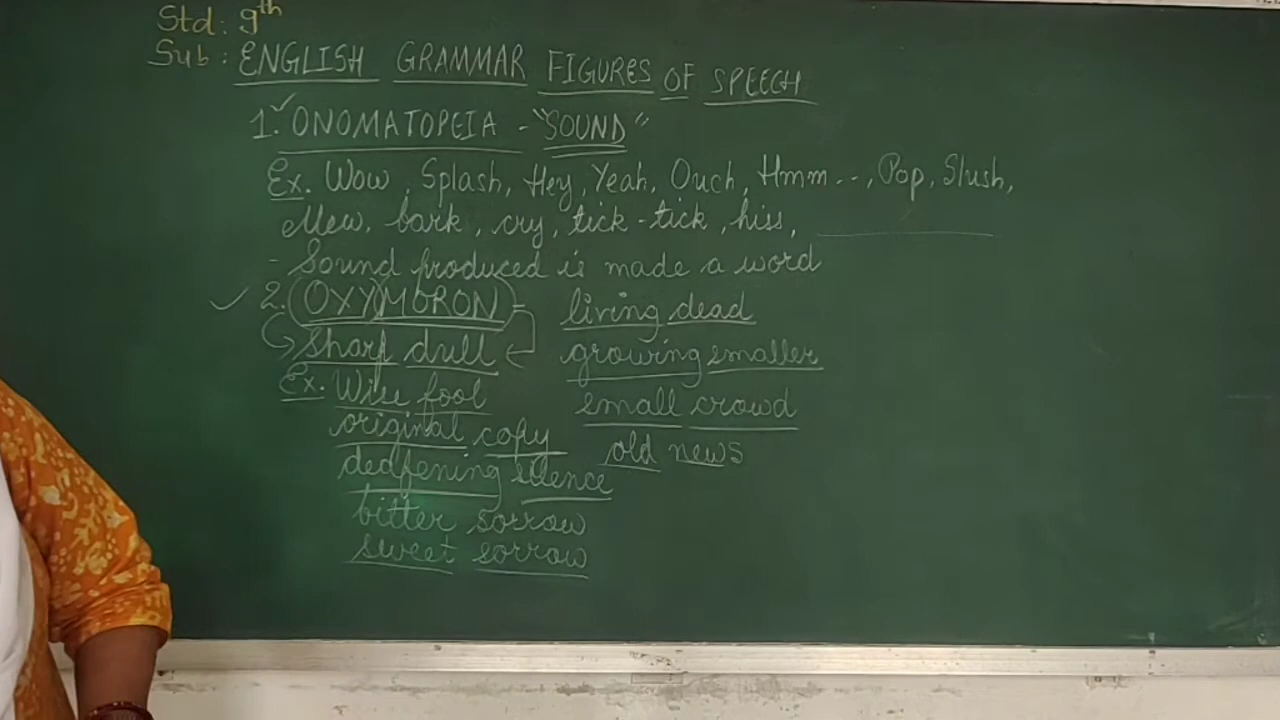 Std: 9th
Sub: ENGLISH GRAMMAR FIGURES OF SPEECH
1. ONOMATOPEIA - "SOUND"
Ex. Wow, Splash, Hey, Yeah, Ouch, Hmm..., Pop, Slush,
Mew, bark, cry, tick-tick, hiss,
- Sound produced is made a word
2. OXYMORON - living dead
Sharp dull growing smaller
Ex. Wise fool small crowd
original copy old news
deafening silence
bitter sorrow
sweet sorrow